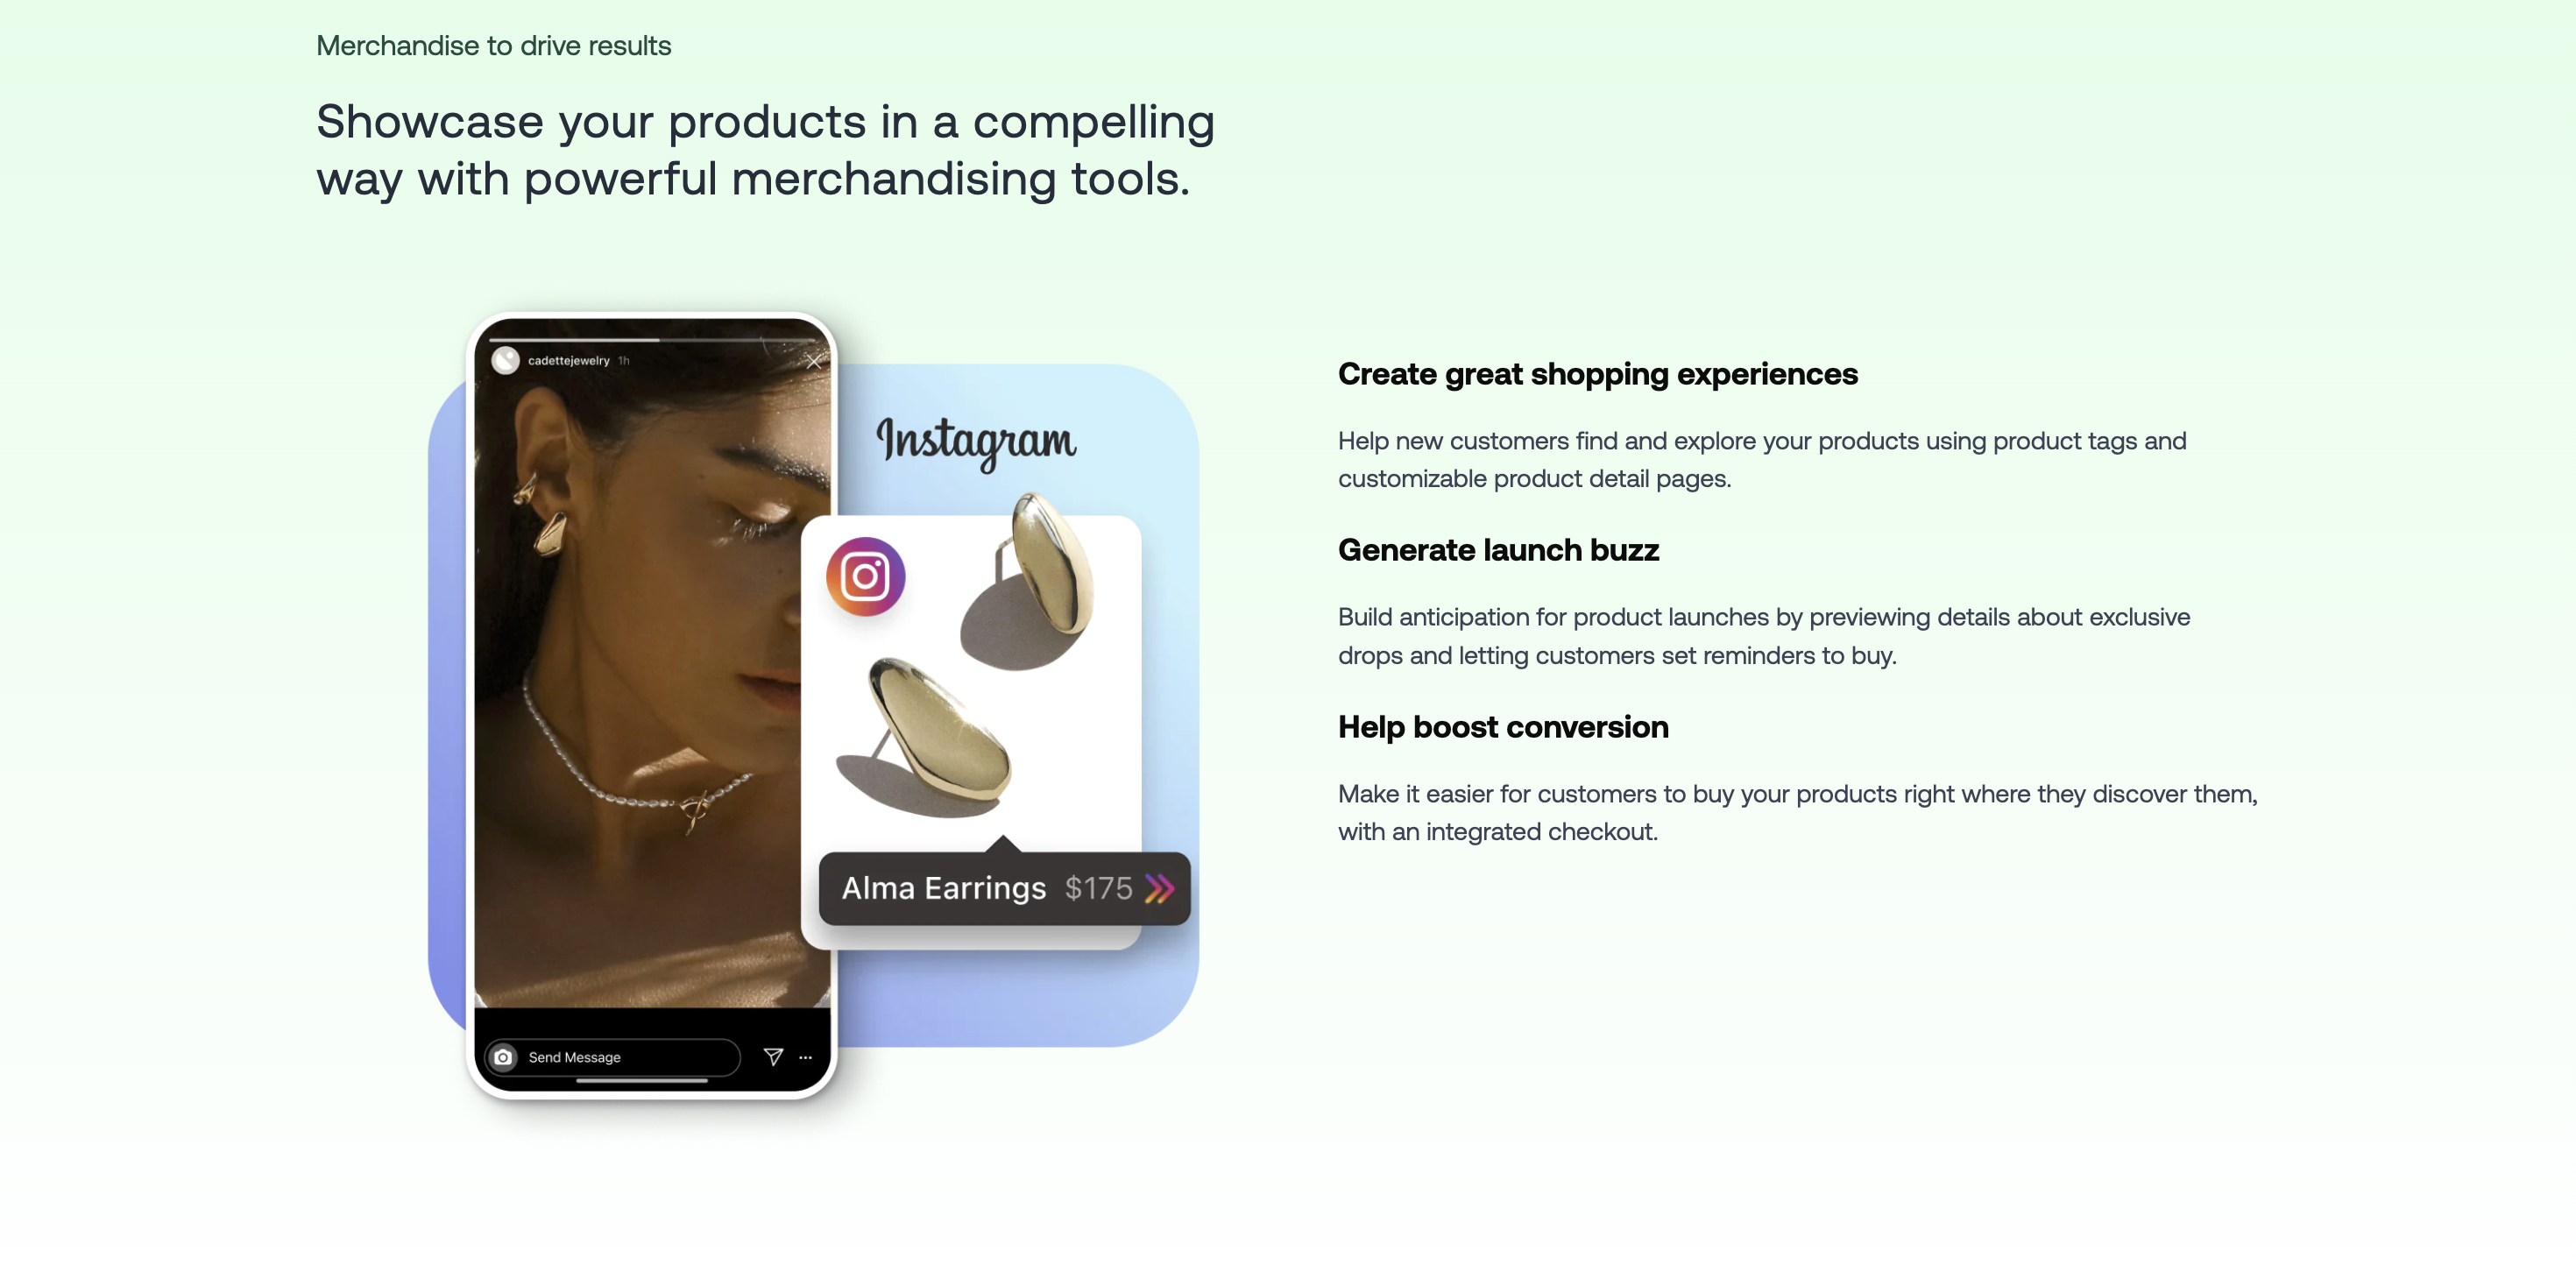 Merchandise to drive results
Showcase your products in a compelling
way with powerful merchandising tools.
cadettejewelry 1h
Instagram
Alma Earrings $175
Send Message
Create great shopping experiences
Help new customers find and explore your products using product tags and
customizable product detail pages.
Generate launch buzz
Build anticipation for product launches by previewing details about exclusive
drops and letting customers set reminders to buy.
Help boost conversion
Make it easier for customers to buy your products right where they discover them,
with an integrated checkout.